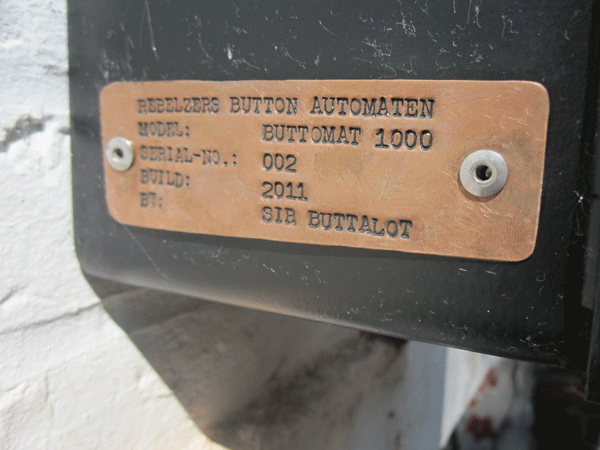 REBELZERS BUTTON AUTOMATEN
MODEL: BUTTOMAT 1000
SERIAL-NO.: 002
BUILD: 2011
BY: SIR BUTTALOT